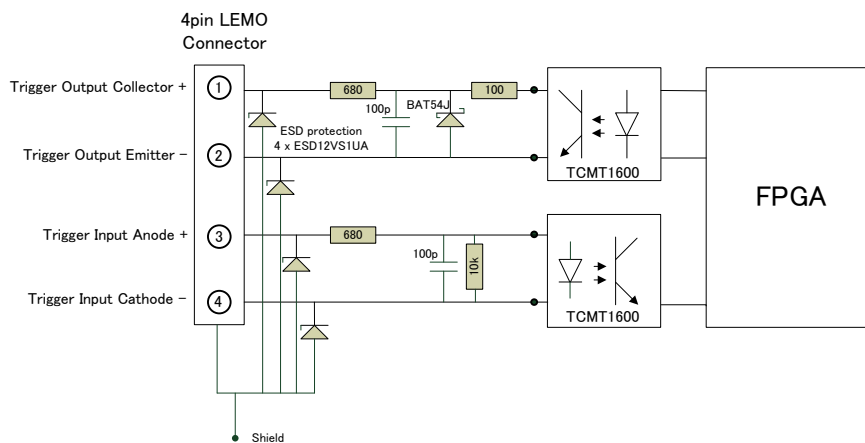 4pin LEMO
Connector
Trigger Output Collector +
1
680
100p
BAT54J
100
ESD protection
4 x ESD12VS1UA
Trigger Output Emitter -
2
TCMT1600
FPGA
Trigger Input Anode +
3
680
100p
10k
Trigger Input Cathode -
4
TCMT1600
Shield